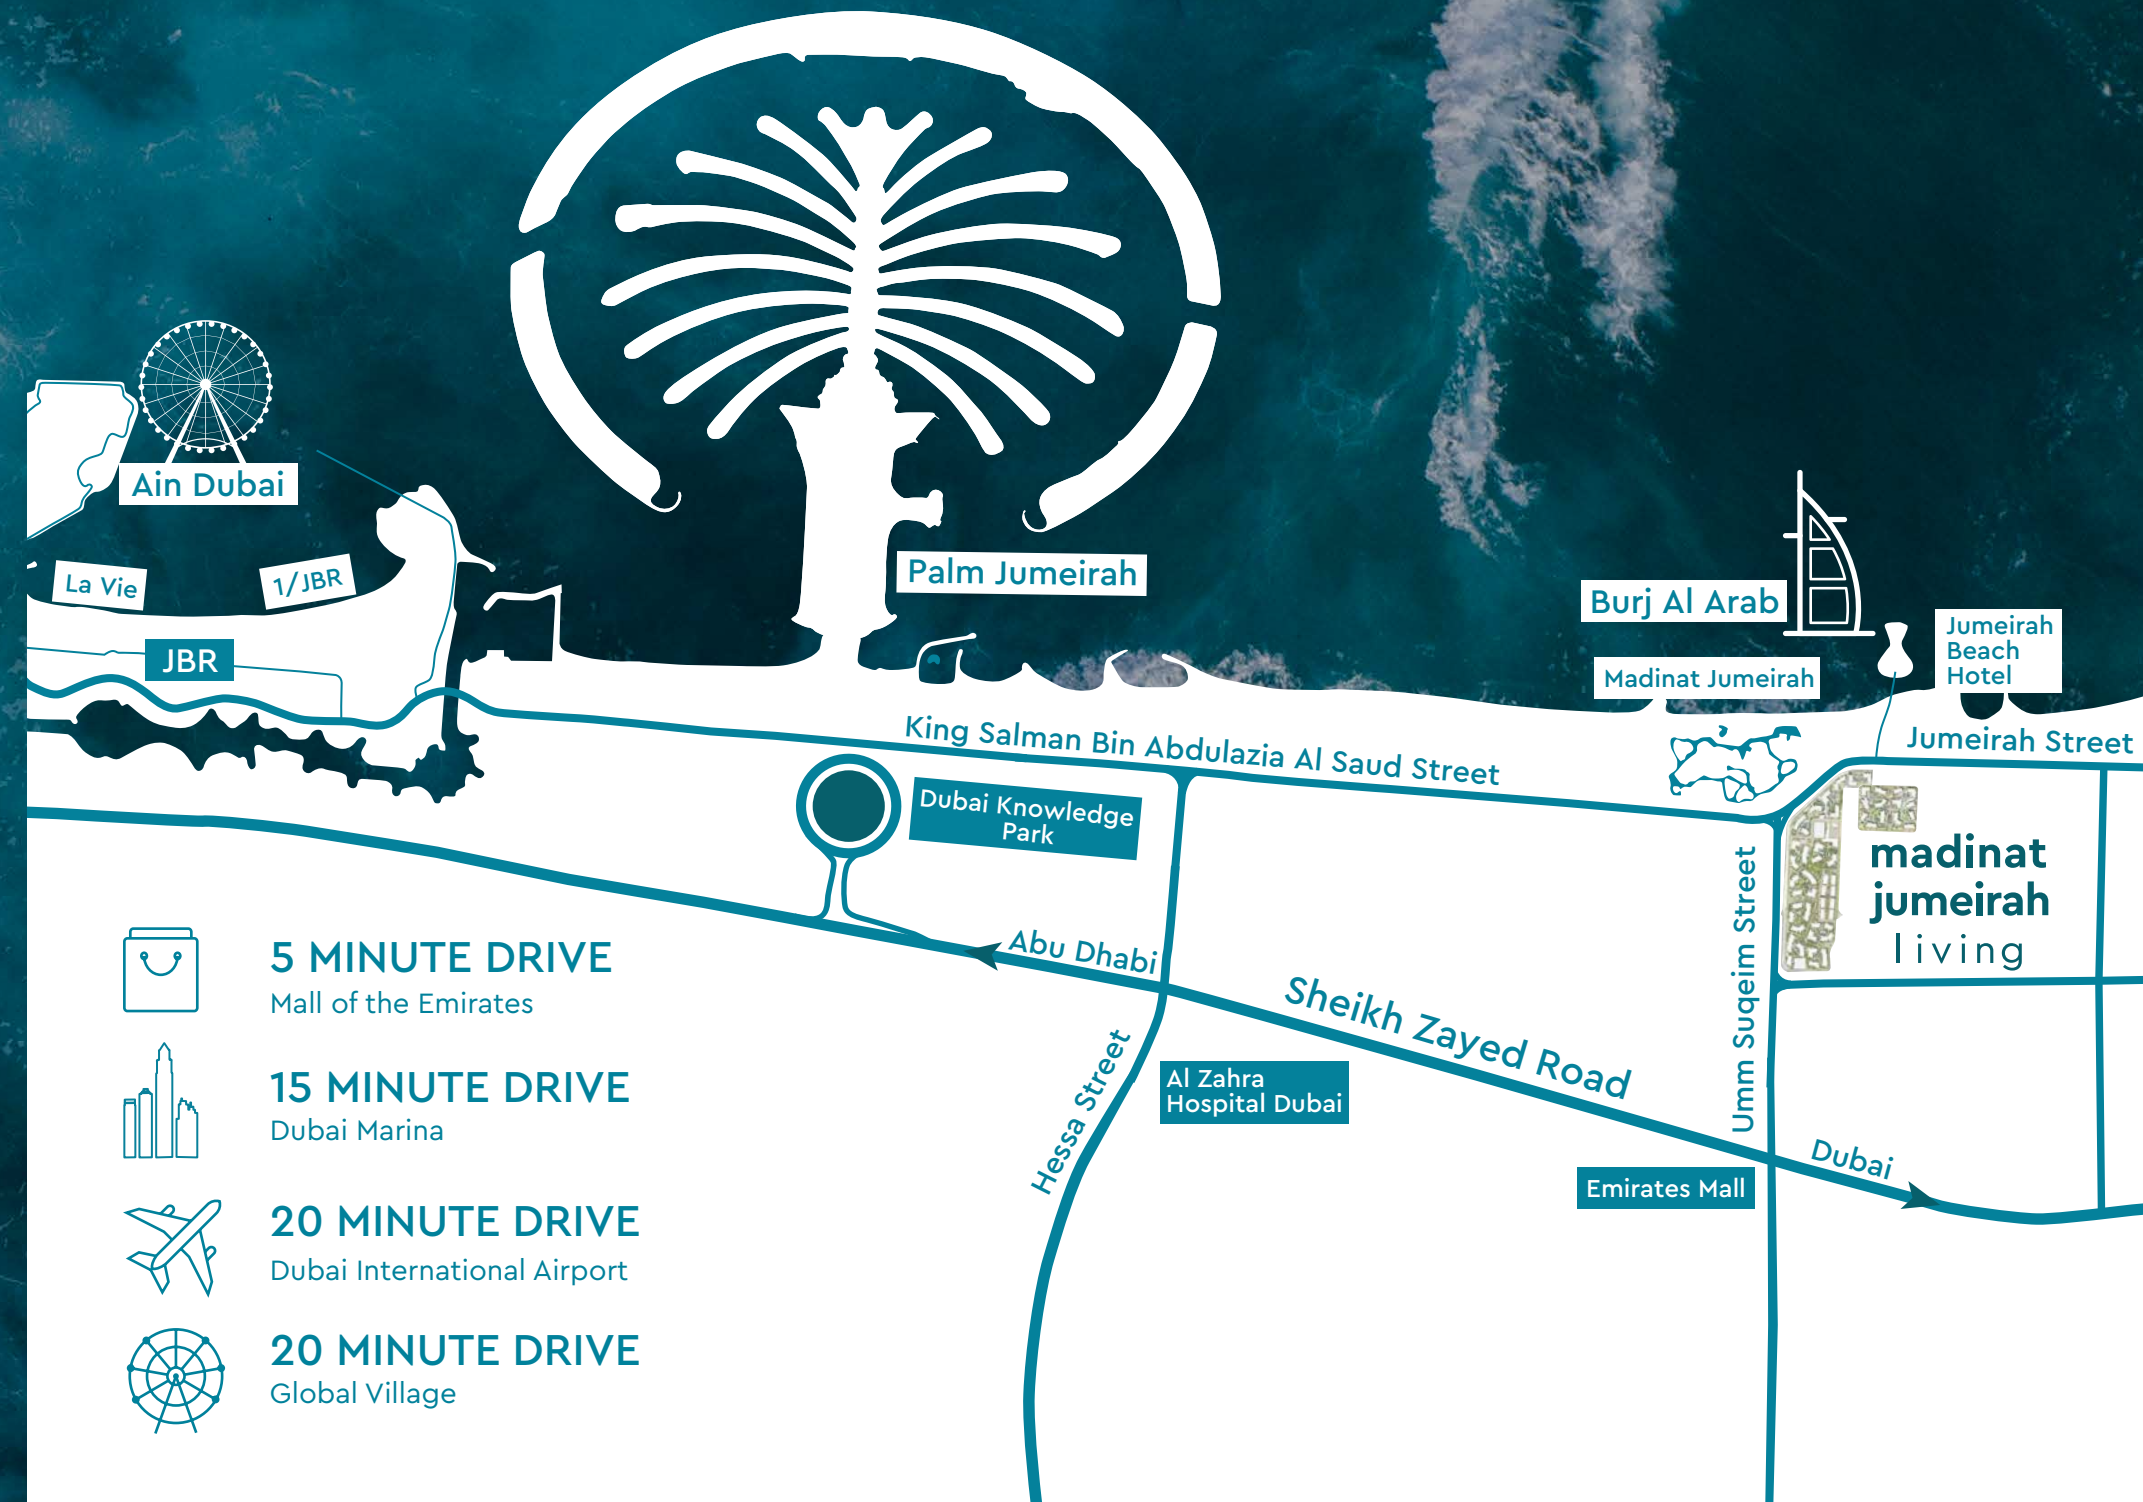 Ain Dubai
La Vie
1/JBR
JBR
Palm Jumeirah
Burj Al Arab
Madinat Jumeirah
Jumeirah
Beach
Hotel
Jumeirah Street
King Salman Bin Abdulazia Al Saud Street
Dubai Knowledge
Park
madinat
jumeirah
living
Umm Suqeim Street
Abu Dhabi
Sheikh Zayed Road
Hessa Street
Al Zahra
Hospital Dubai
Dubai
Emirates Mall
5 MINUTE DRIVE
Mall of the Emirates
15 MINUTE DRIVE
Dubai Marina
20 MINUTE DRIVE
Dubai International Airport
20 MINUTE DRIVE
Global Village